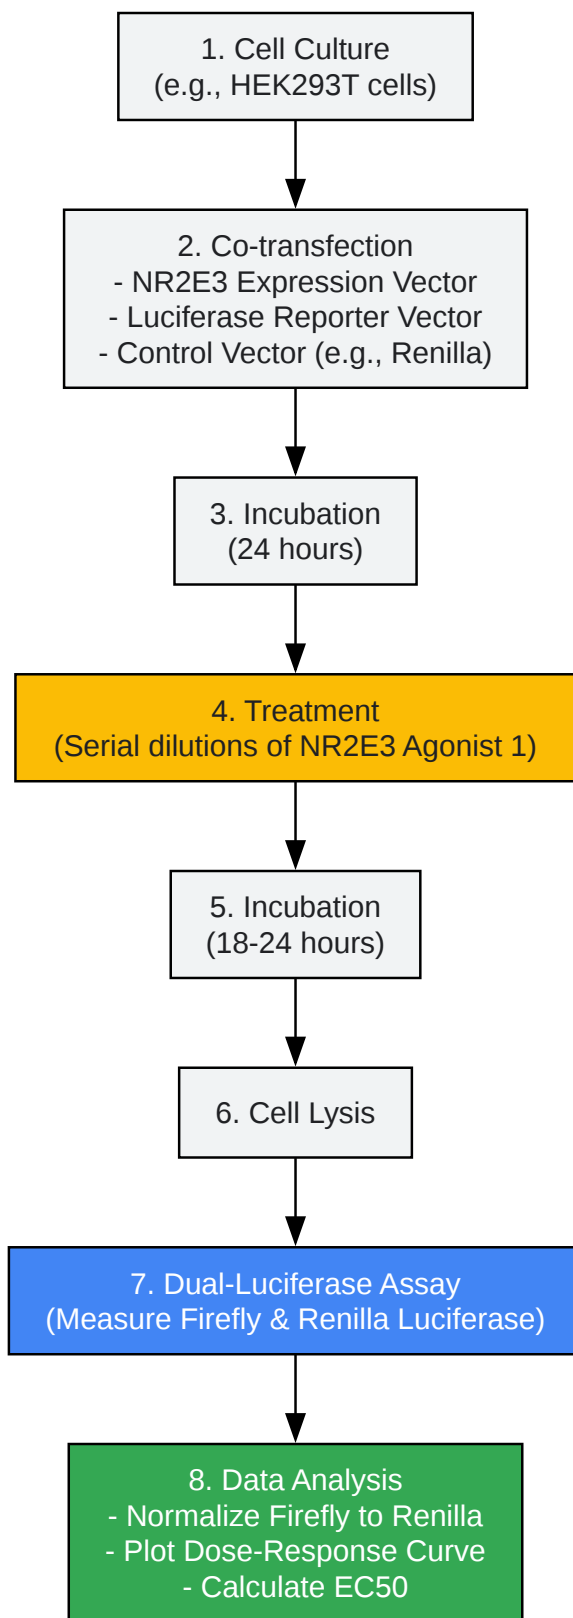 1. Cell Culture
(e.g., HEK293T cells)
2. Co-transfection
- NR2E3 Expression Vector
- Luciferase Reporter Vector
- Control Vector (e.g., Renilla)
3. Incubation
(24 hours)
4. Treatment
(Serial dilutions of NR2E3 Agonist 1)
5. Incubation
(18-24 hours)
6. Cell Lysis
7. Dual-Luciferase Assay
(Measure Firefly & Renilla Luciferase)
8. Data Analysis
- Normalize Firefly to Renilla
- Plot Dose-Response Curve
- Calculate EC50